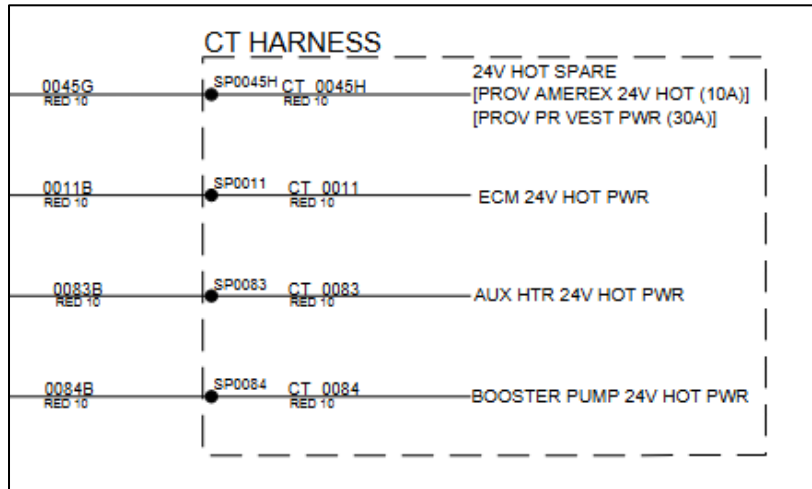 CT HARNESS
0045G
RED 10
SP0045H
CT 0045H
RED 10
24V HOT SPARE
[PROV AMEREX 24V HOT (10A)]
[PROV PR VEST PWR (30A)]
0011B
RED 10
SP0011
CT 0011
RED 10
ECM 24V HOT PWR
0083B
RED 10
SP0083
CT 0083
RED 10
AUX HTR 24V HOT PWR
0084B
RED 10
SP0084
CT 0084
RED 10
BOOSTER PUMP 24V HOT PWR